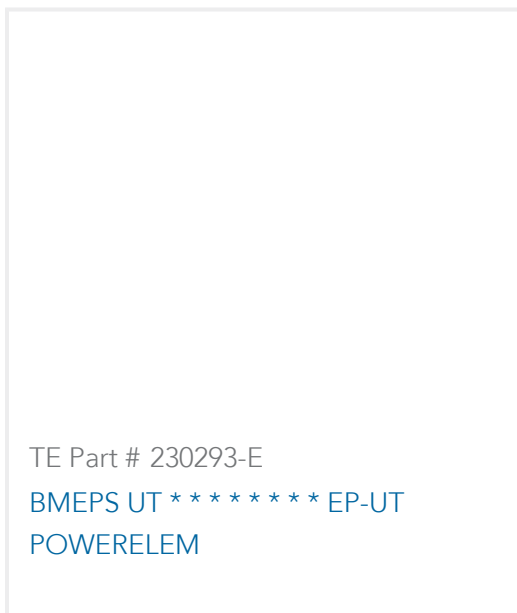 TE Part # 230293-E
BMEPS UT * * * * * * * * EP-UT
POWERELEM